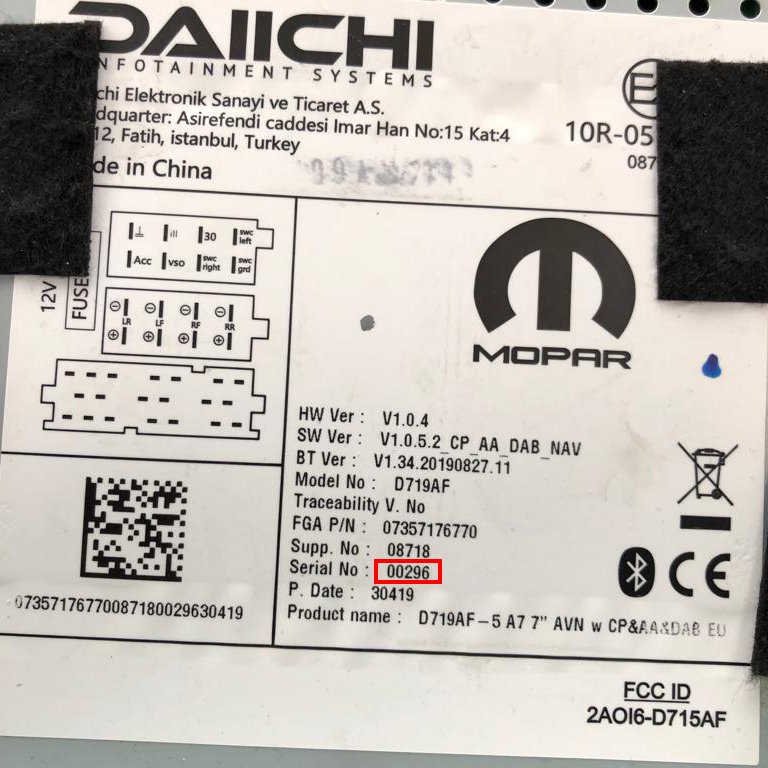 DAIICHI
NFOTAINMENT SYSTEMS
chi Elektronik Sanayi ve Ticaret A.S.
dquarter: Asirefendi caddesi Imar Han No:15 Kat:4
12, Fatih, istanbul, Turkey
de in China
E
10R-05
087
⊥ ill 30 swc left
Acc vso swc right swc grd
12V
FUSE
LR LF RF RR
MOPAR
HW Ver : V1.0.4
SW Ver : V1.0.5.2_CP_AA_DAB_NAV
BT Ver : V1.34.20190827.11
Model No : D719AF
Traceability V. No
FGA P/N : 07357176770
Supp. No : 08718
Serial No : 00296
P. Date : 30419
Product name : D719AF-5 A7 7" AVN w CP&AA&DAB EU
07357176770087180029630419
CE
FCC ID
2AOI6-D715AF